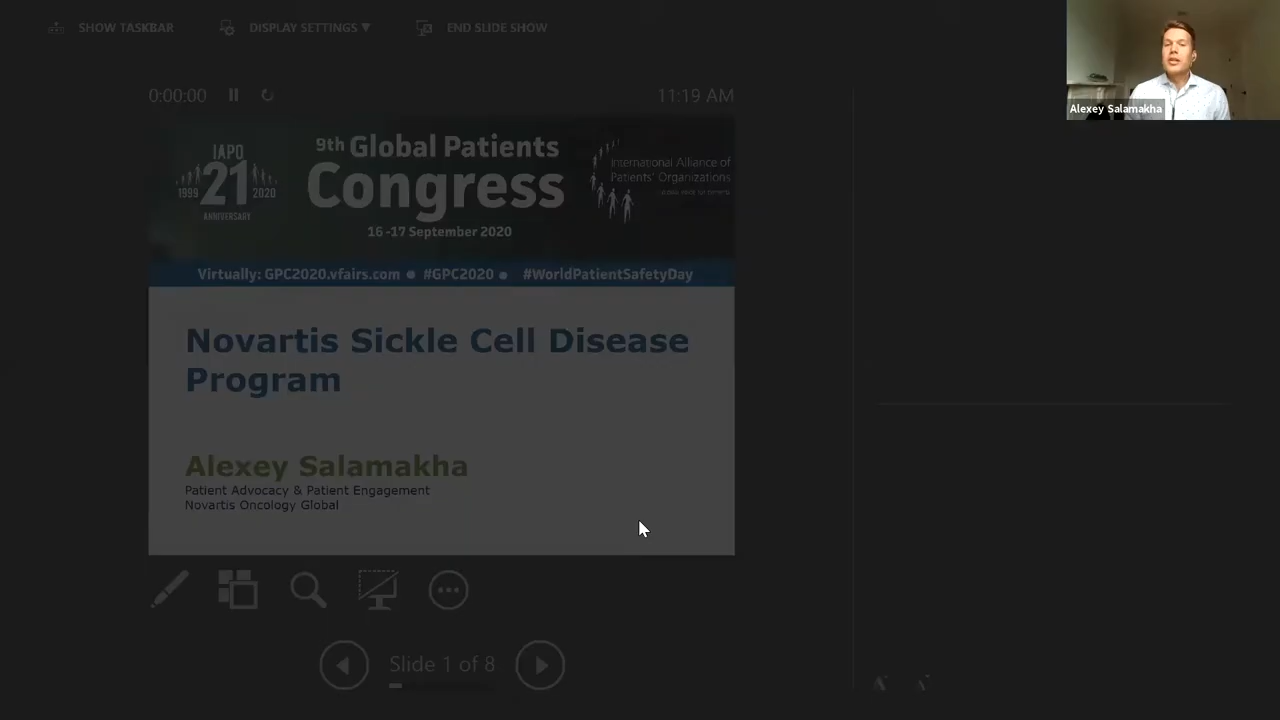 SHOW TASKBAR
DISPLAY SETTINGS ▼
END SLIDE SHOW
Alexey Salamakha
0:00:00
11:19 AM
IAPO
21
1999
2020
ANNIVERSARY
9th Global Patients
Congress
16 -17 September 2020
International Alliance of
Patients' Organizations
Virtually: GPC2020.vfairs.com ● #GPC2020 ● #WorldPatientSafetyDay
Novartis Sickle Cell Disease
Program
Alexey Salamakha
Patient Advocacy & Patient Engagement
Novartis Oncology Global
Slide 1 of 8